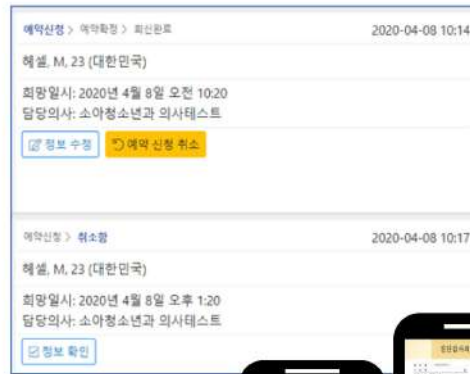 예약신청 > 예약확정 > 회신완료 2020-04-08 10:14
헤셀, M, 23 (대한민국)
희망일시: 2020년 4월 8일 오전 10:20
담당의사: 소아청소년과 의사테스트
정보 수정 예약 신청 취소
예약신청 > 취소함 2020-04-08 10:17
헤셀, M, 23 (대한민국)
희망일시: 2020년 4월 8일 오후 1:20
담당의사: 소아청소년과 의사테스트
정보 확인